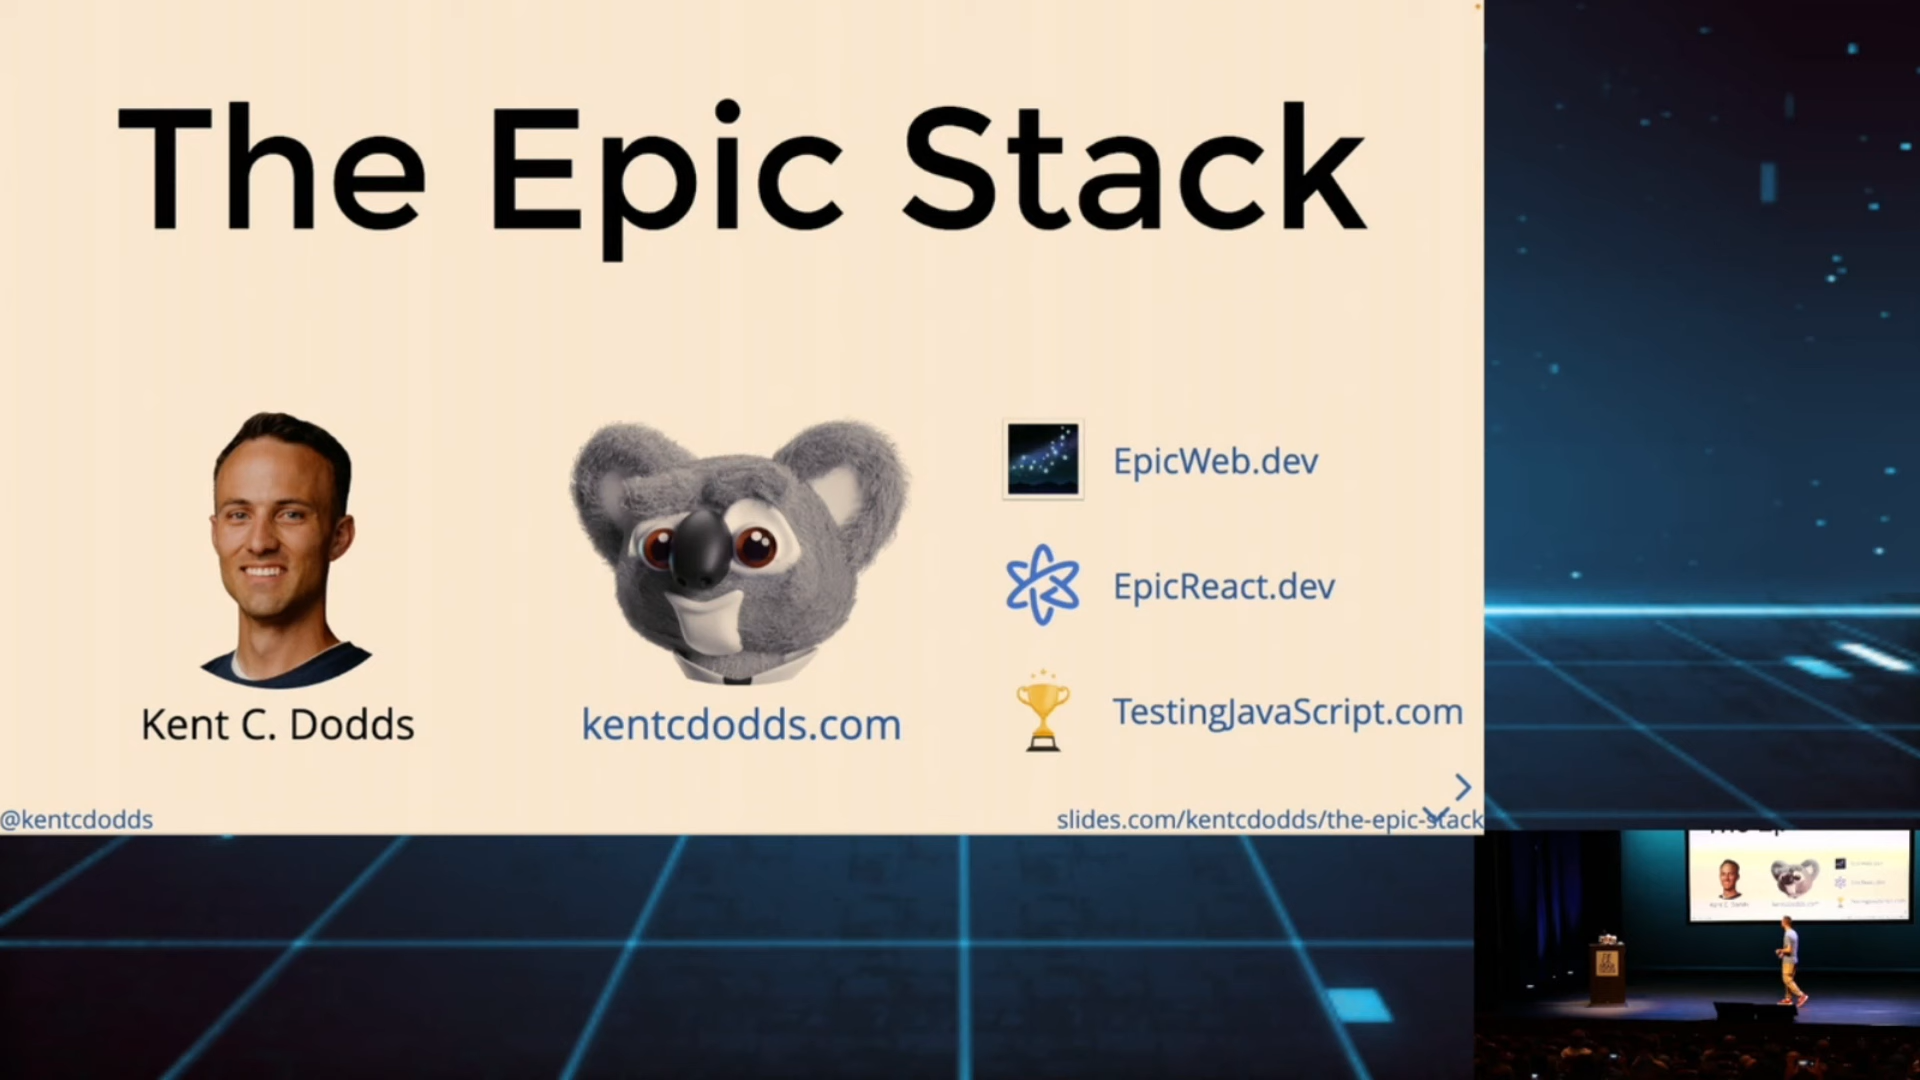 The Epic Stack
EpicWeb.dev
EpicReact.dev
TestingJavaScript.com
Kent C. Dodds
kentcdodds.com
@kentcdodds
slides.com/kentcdodds/the-epic-stack